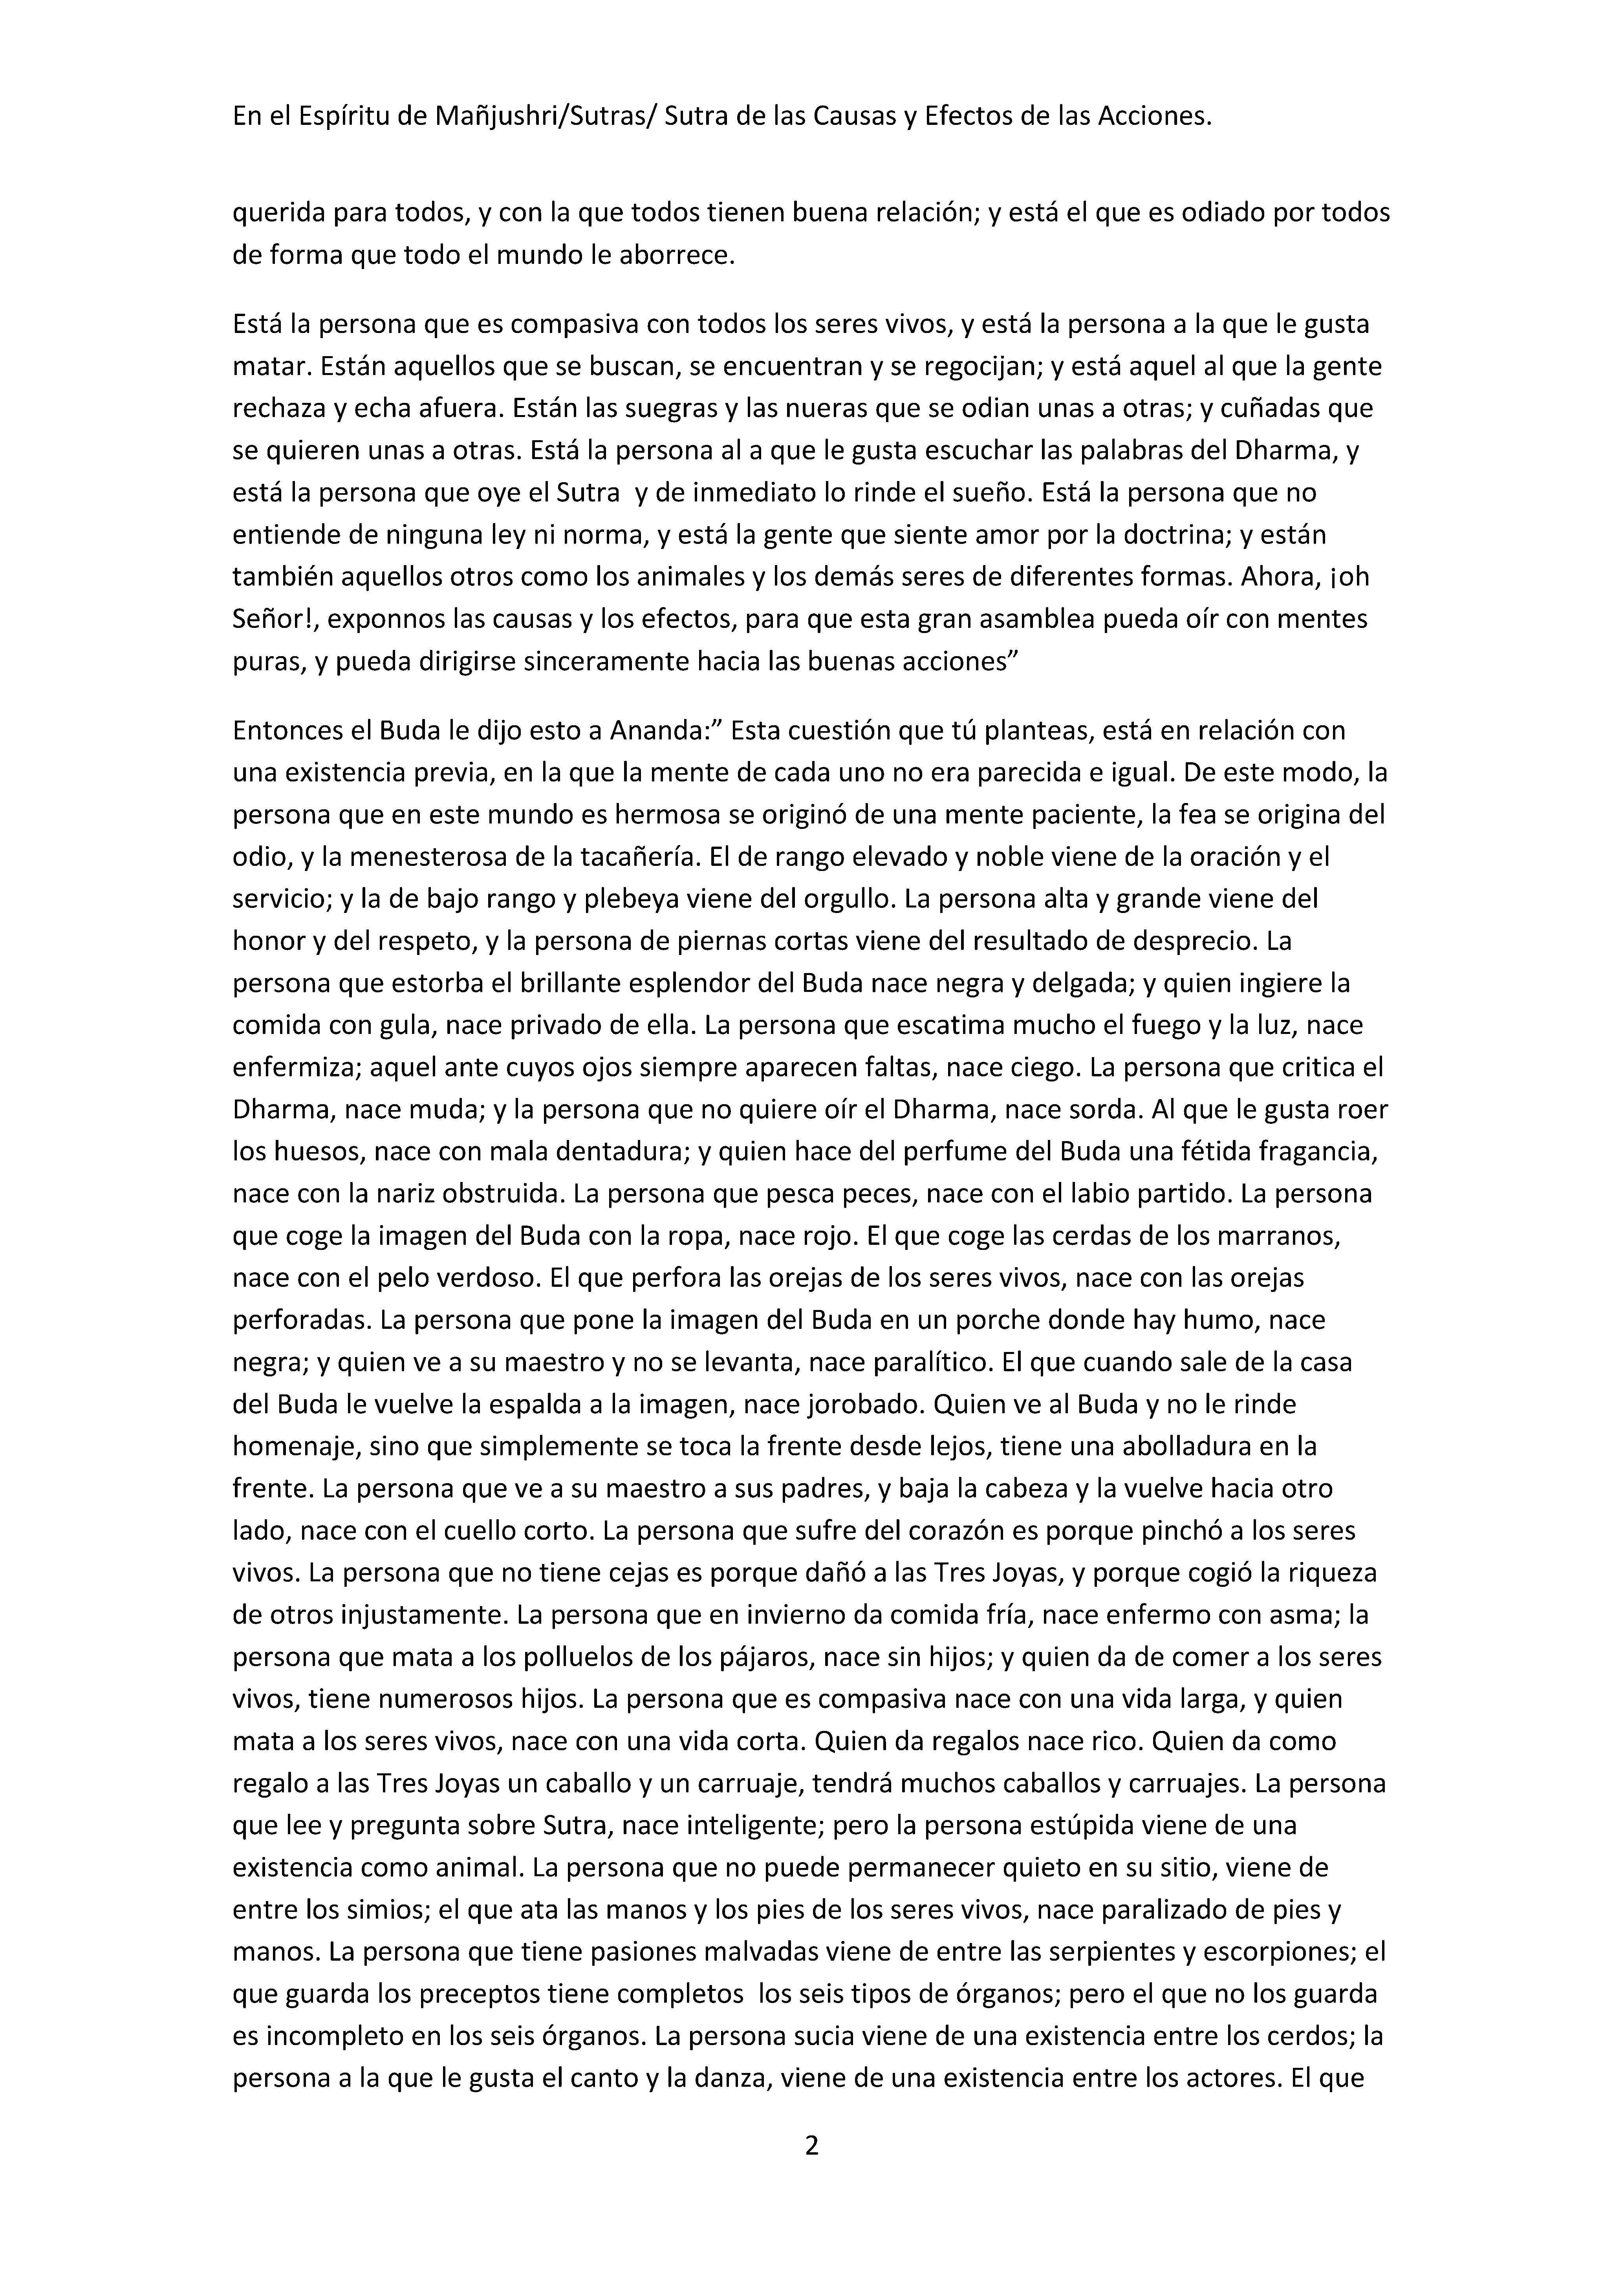 En el Espíritu de Mañjushri/Sutras/ Sutra de las Causas y Efectos de las Acciones.
querida para todos, y con la que todos tienen buena relación; y está el que es odiado por todos
de forma que todo el mundo le aborrece.
Está la persona que es compasiva con todos los seres vivos, y está la persona a la que le gusta
matar. Están aquellos que se buscan, se encuentran y se regocijan; y está aquel al que la gente
rechaza y echa afuera. Están las suegras y las nueras que se odian unas a otras; y cuñadas que
se quieren unas a otras. Está la persona al a que le gusta escuchar las palabras del Dharma, y
está la persona que oye el Sutra  y de inmediato lo rinde el sueño. Está la persona que no
entiende de ninguna ley ni norma, y está la gente que siente amor por la doctrina; y están
también aquellos otros como los animales y los demás seres de diferentes formas. Ahora, ¡oh
Señor!, exponnos las causas y los efectos, para que esta gran asamblea pueda oír con mentes
puras, y pueda dirigirse sinceramente hacia las buenas acciones”
Entonces el Buda le dijo esto a Ananda:” Esta cuestión que tú planteas, está en relación con
una existencia previa, en la que la mente de cada uno no era parecida e igual. De este modo, la
persona que en este mundo es hermosa se originó de una mente paciente, la fea se origina del
odio, y la menesterosa de la tacañería. El de rango elevado y noble viene de la oración y el
servicio; y la de bajo rango y plebeya viene del orgullo. La persona alta y grande viene del
honor y del respeto, y la persona de piernas cortas viene del resultado de desprecio. La
persona que estorba el brillante esplendor del Buda nace negra y delgada; y quien ingiere la
comida con gula, nace privado de ella. La persona que escatima mucho el fuego y la luz, nace
enfermiza; aquel ante cuyos ojos siempre aparecen faltas, nace ciego. La persona que critica el
Dharma, nace muda; y la persona que no quiere oír el Dharma, nace sorda. Al que le gusta roer
los huesos, nace con mala dentadura; y quien hace del perfume del Buda una fétida fragancia,
nace con la nariz obstruida. La persona que pesca peces, nace con el labio partido. La persona
que coge la imagen del Buda con la ropa, nace rojo. El que coge las cerdas de los marranos,
nace con el pelo verdoso. El que perfora las orejas de los seres vivos, nace con las orejas
perforadas. La persona que pone la imagen del Buda en un porche donde hay humo, nace
negra; y quien ve a su maestro y no se levanta, nace paralítico. El que cuando sale de la casa
del Buda le vuelve la espalda a la imagen, nace jorobado. Quien ve al Buda y no le rinde
homenaje, sino que simplemente se toca la frente desde lejos, tiene una abolladura en la
frente. La persona que ve a su maestro a sus padres, y baja la cabeza y la vuelve hacia otro
lado, nace con el cuello corto. La persona que sufre del corazón es porque pinchó a los seres
vivos. La persona que no tiene cejas es porque dañó a las Tres Joyas, y porque cogió la riqueza
de otros injustamente. La persona que en invierno da comida fría, nace enfermo con asma; la
persona que mata a los polluelos de los pájaros, nace sin hijos; y quien da de comer a los seres
vivos, tiene numerosos hijos. La persona que es compasiva nace con una vida larga, y quien
mata a los seres vivos, nace con una vida corta. Quien da regalos nace rico. Quien da como
regalo a las Tres Joyas un caballo y un carruaje, tendrá muchos caballos y carruajes. La persona
que lee y pregunta sobre Sutra, nace inteligente; pero la persona estúpida viene de una
existencia como animal. La persona que no puede permanecer quieto en su sitio, viene de
entre los simios; el que ata las manos y los pies de los seres vivos, nace paralizado de pies y
manos. La persona que tiene pasiones malvadas viene de entre las serpientes y escorpiones; el
que guarda los preceptos tiene completos  los seis tipos de órganos; pero el que no los guarda
es incompleto en los seis órganos. La persona sucia viene de una existencia entre los cerdos; la
persona a la que le gusta el canto y la danza, viene de una existencia entre los actores. El que
2